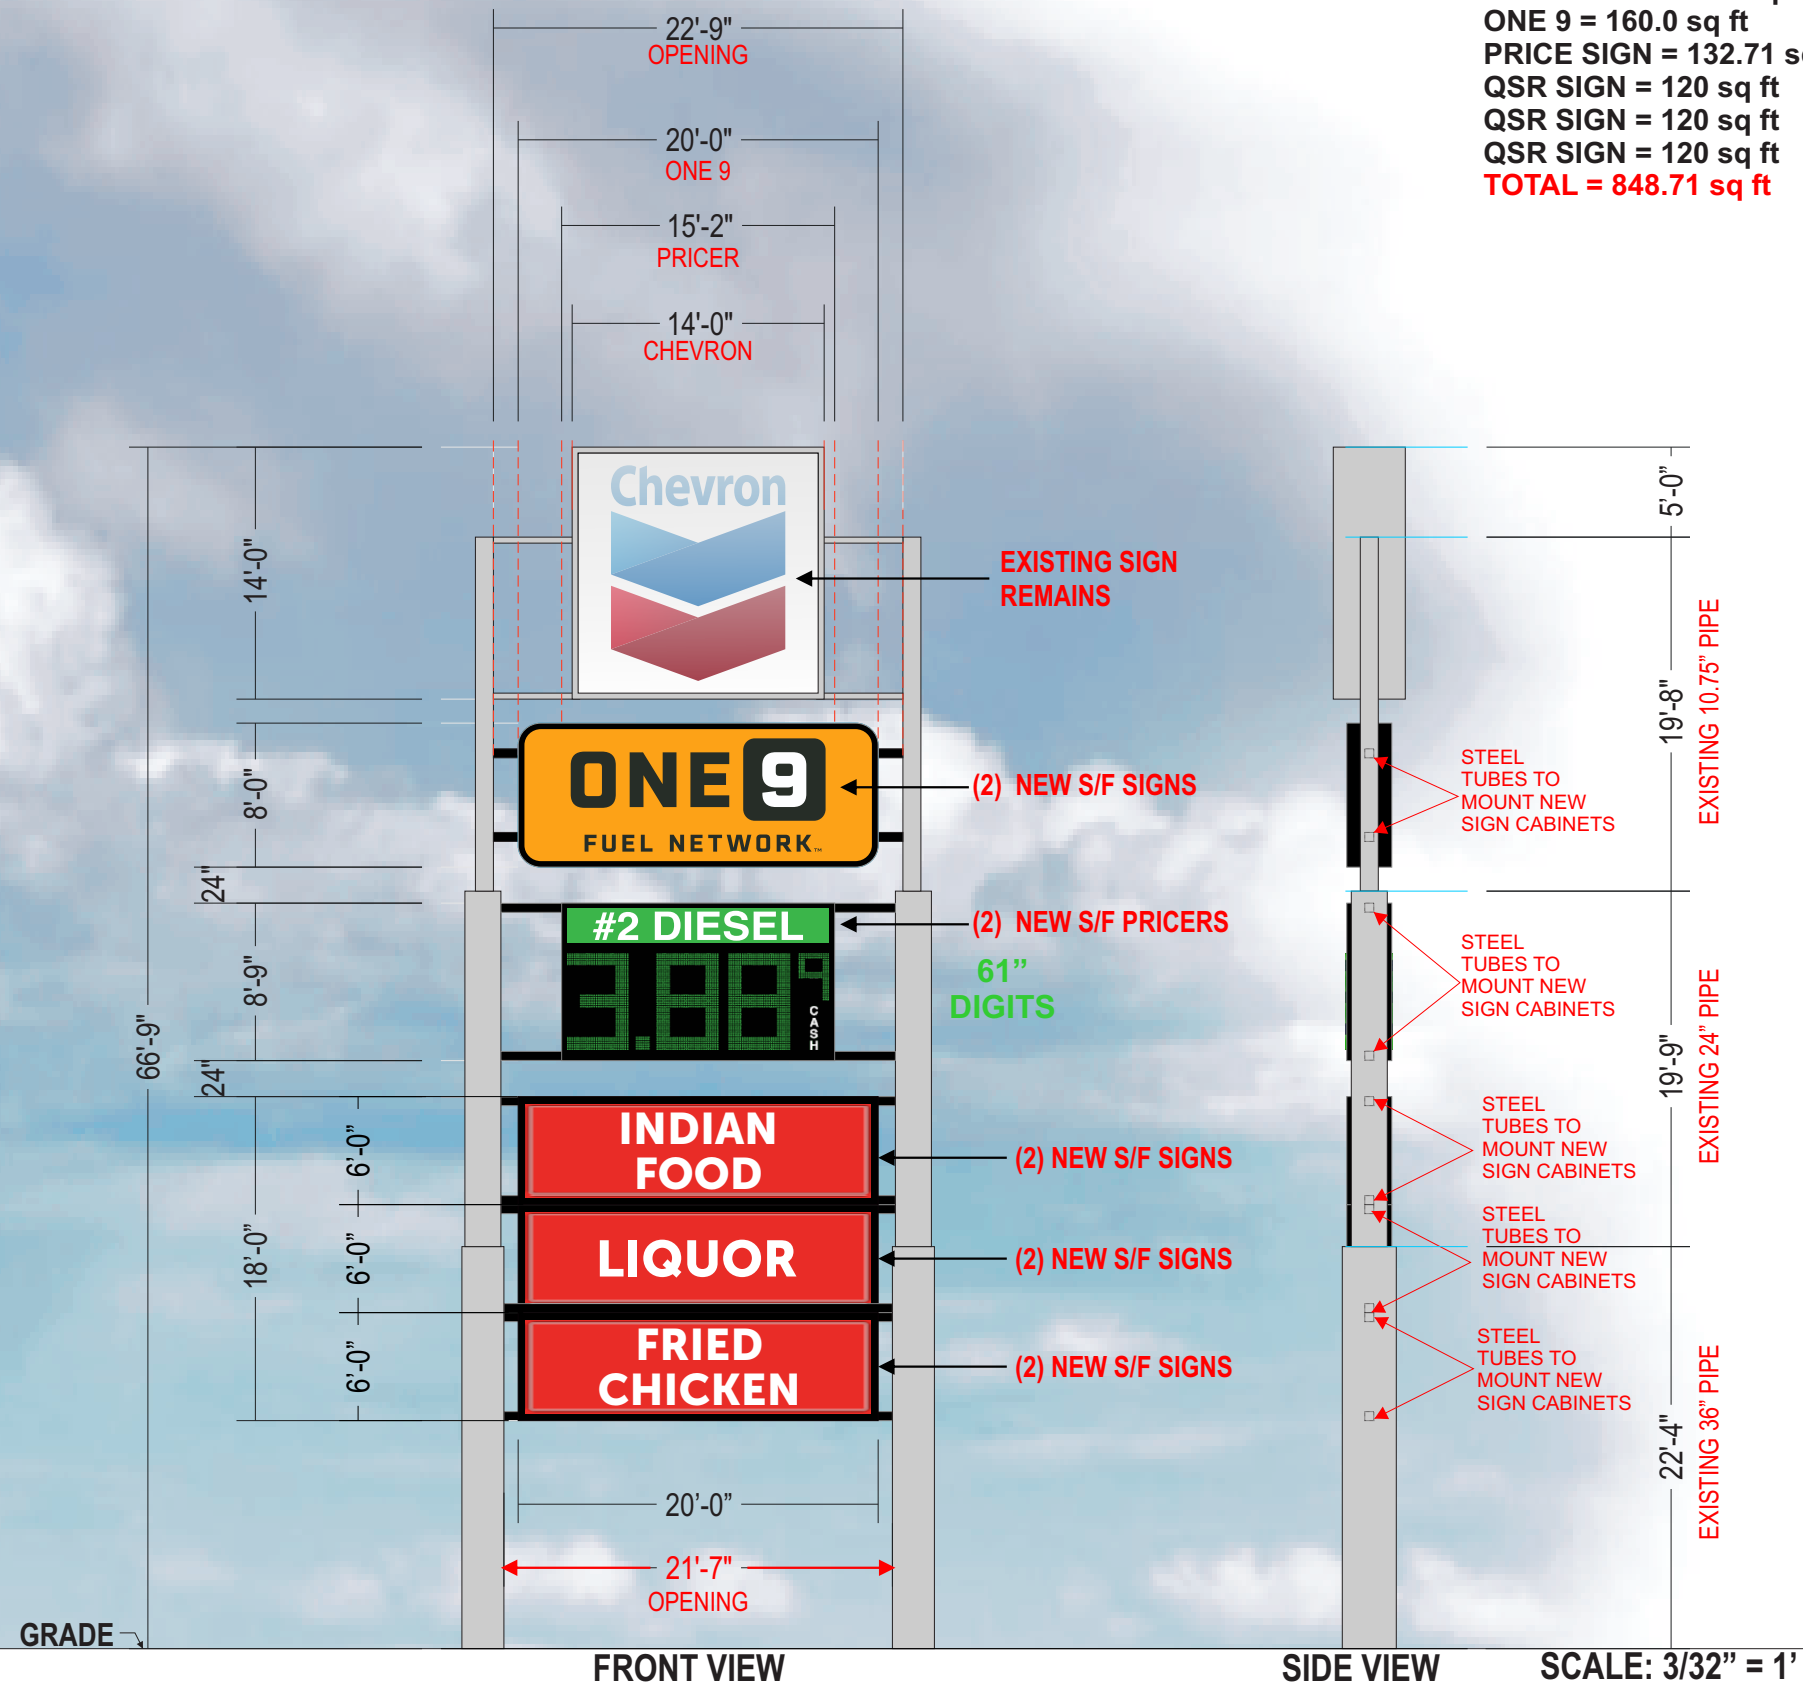 ONE 9 = 160.0 sq ft
PRICE SIGN = 132.71
QSR SIGN = 120 sq ft
QSR SIGN = 120 sq ft
QSR SIGN = 120 sq ft
TOTAL = 848.71 sq ft
22'-9"
OPENING
20'-0"
ONE 9
15'-2"
PRICER
14'-0"
CHEVRON
Chevron
EXISTING SIGN
REMAINS
ONE 9
FUEL NETWORK™
(2) NEW S/F SIGNS
#2 DIESEL
3.88 9
CASH
(2) NEW S/F PRICERS
61”
DIGITS
INDIAN
FOOD
(2) NEW S/F SIGNS
LIQUOR
(2) NEW S/F SIGNS
FRIED
CHICKEN
(2) NEW S/F SIGNS
66'-9"
14'-0"
8'-0"
24"
8'-9"
24"
18'-0”
6’-0”
6’-0”
6’-0”
20’-0”
21'-7"
OPENING
GRADE
FRONT VIEW
5’-0”
19'-8"
EXISTING 10.75” PIPE
STEEL
TUBES TO
MOUNT NEW
SIGN CABINETS
STEEL
TUBES TO
MOUNT NEW
SIGN CABINETS
19'-9"
EXISTING 24” PIPE
STEEL
TUBES TO
MOUNT NEW
SIGN CABINETS
STEEL
TUBES TO
MOUNT NEW
SIGN CABINETS
STEEL
TUBES TO
MOUNT NEW
SIGN CABINETS
22'-4"
EXISTING 36” PIPE
SIDE VIEW
SCALE: 3/32” = 1’